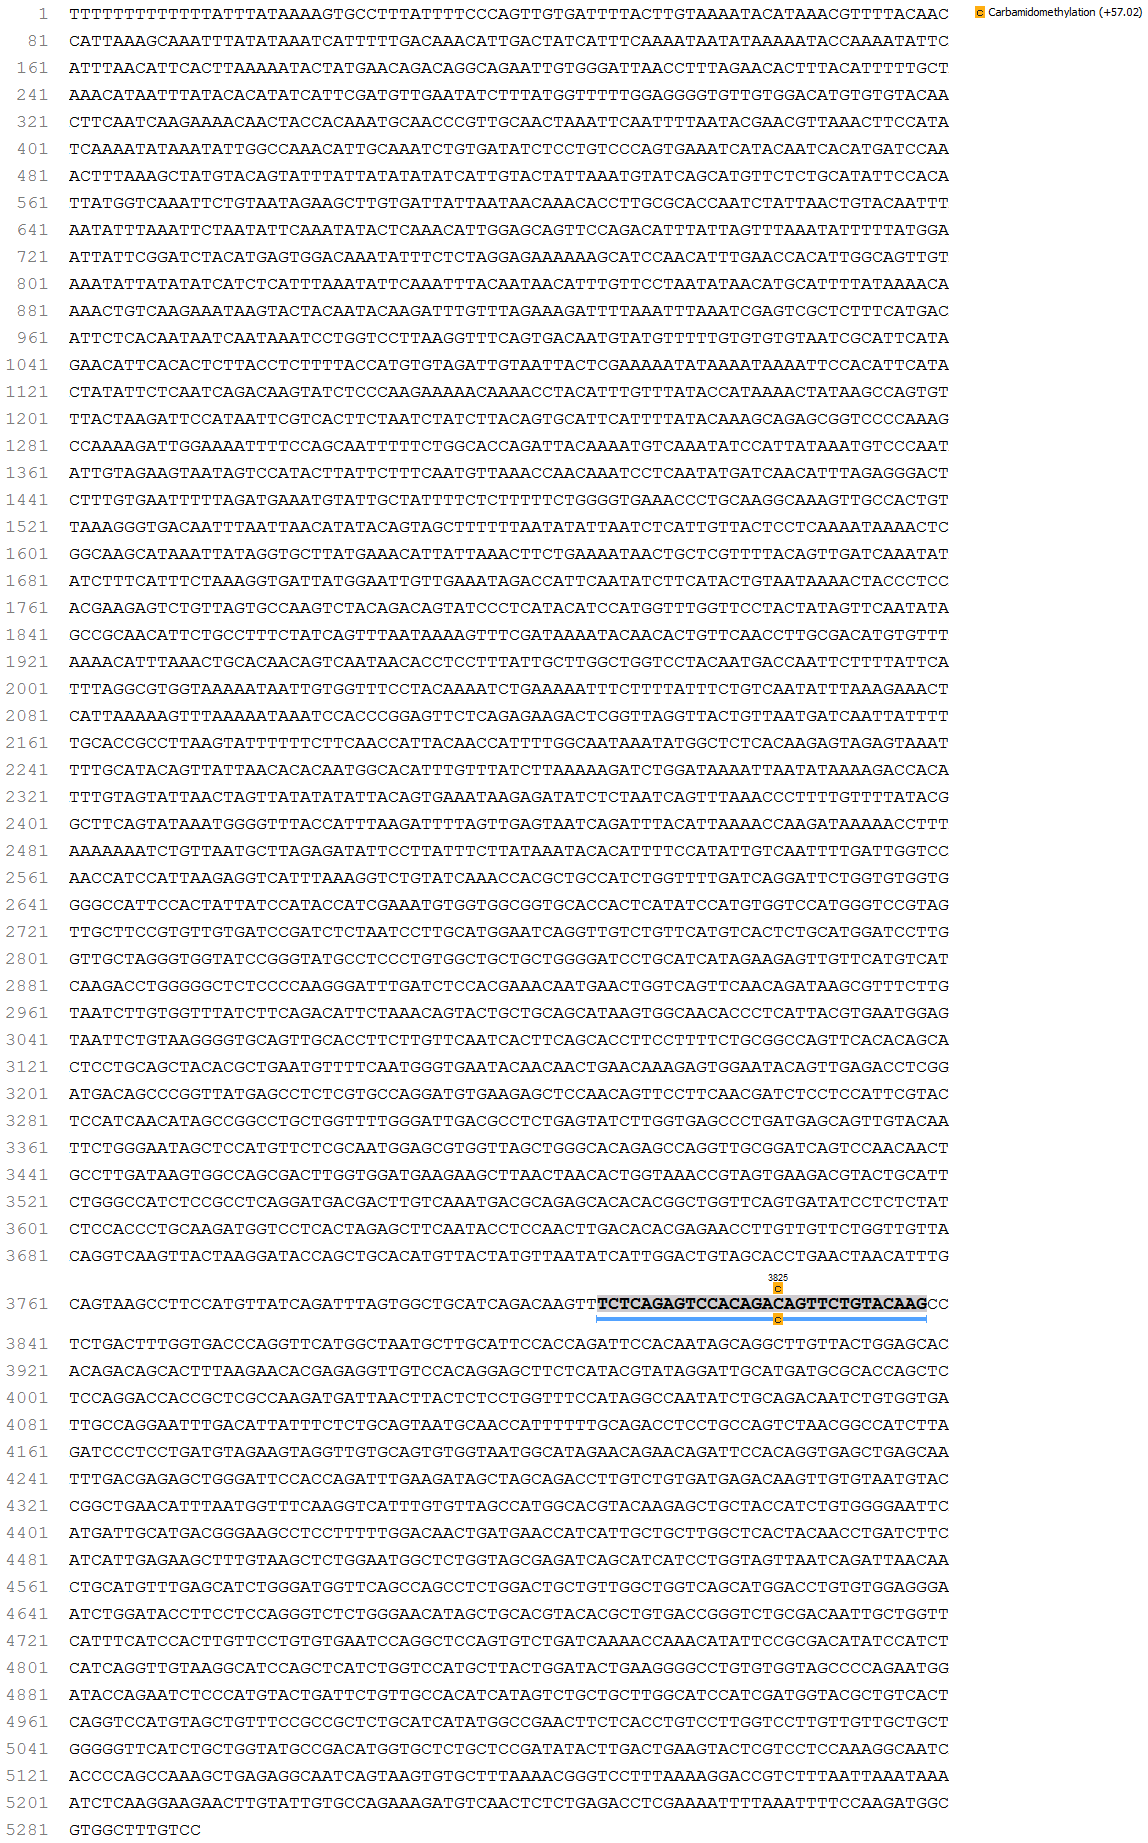 C Carbamidomethylation (+57.02)
1 TTTTTTTTTTTTTTATTTATAAAAGTGCCTTTATTTTCCCAGTTGTGATTTTACTTGTAAAATACATAAACGTTTTACAAC
81 CATTAAAGCAAATTTATATAAATCATTTTTGACAAACATTGACTATCATTTCAAAATAATATAAAAATACCAAAATATTC
161 ATTTAACATTCACTTAAAAATACTATGAACAGACAGGCAGAATTGTGGGATTAACCTTTAGAACACTTTACATTTTTGCT
241 AAACATAATTTATACACATATCATTCGATGTTGAATATCTTTATGGTTTTTGGAGGGGTGTTGTGGACATGTGTGTACAA
321 CTTCAATCAAGAAAACAACTACCACAAATGCAACCCGTTGCAACTAAATTCAATTTTAATACGAACGTTAAACTTCCATA
401 TCAAAATATAAATATTGGCCAAACATTGCAAATCTGTGATATCTCCTGTCCCAGTGAAATCATACAATCACATGATCCAA
481 ACTTTAAAGCTATGTACAGTATTTATTATATATATCATTGTACTATTAAATGTATCAGCATGTTCTCTGCATATTCCACA
561 TTATGGTCAAATTCTGTAATAGAAGCTTGTGATTATTAATAACAAACACCTTGCGCACCAATCTATTAACTGTACAATTT
641 AATATTTAAATTCTAATATTCAAATATACTCAAACATTGGAGCAGTTCCAGACATTTATTAGTTTAAATATTTTTATGGA
721 ATTATTCGGATCTACATGAGTGGACAAATATTTCTCTAGGAGAAAAAAGCATCCAACATTTGAACCACATTGGCAGTTGT
801 AAATATTATATATCATCTCATTTAAATATTCAAATTTACAATAACATTTGTTCCTAATATAACATGCATTTTATAAAACA
881 AAACTGTCAAGAAATAAGTACTACAATACAAGATTTGTTTAGAAAGATTTTAAATTTAAATCGAGTCGCTCTTTCATGAC
961 ATTCTCACAATAATCAATAAATCCTGGTCCTTAAGGTTTCAGTGACAATGTATGTTTTTGTGTGTGTAATCGCATTCATA
1041 GAACATTCACACTCTTACCTCTTTTACCATGTGTAGATTGTAATTACTCGAAAAATATAAAATAAAATTCCACATTCATA
1121 CTATATTCTCAATCAGACAAGTATCTCCCAAGAAAAACAAAACCTACATTTGTTTATACCATAAAACTATAAGCCAGTGT
1201 TTACTAAGATTCCATAATTCGTCACTTCTAATCTATCTTACAGTGCATTCATTTTATACAAAGCAGAGCGGTCCCCAAAG
1281 CCAAAAGATTGGAAAATTTTCCAGCAATTTTTCTGGCACCAGATTACAAAATGTCAAATATCCATTATAAATGTCCCAAT
1361 ATTGTAGAAGTAATAGTCCATACTTATTCTTTCAATGTTAAACCAACAAATCCTCAATATGATCAACATTTAGAGGGACT
1441 CTTTGTGAATTTTTAGATGAAATGTATTGCTATTTTCTCTTTTTCTGGGGTGAAACCCTGCAAGGCAAAGTTGCCACTGT
1521 TAAAGGGTGACAATTTAATTAACATATACAGTAGCTTTTTTAATATATTAATCTCATTGTTACTCCTCAAAATAAAACTC
1601 GGCAAGCATAAATTATAGGTGCTTATGAAACATTATTAAACTTCTGAAAATAACTGCTCGTTTTACAGTTGATCAAATAT
1681 ATCTTTCATTTCTAAAGGTGATTATGGAATTGTTGAAATAGACCATTCAATATCTTCATACTGTAATAAAACTACCCTCC
1761 ACGAAGAGTCTGTTAGTGCCAAGTCTACAGACAGTATCCCTCATACATCCATGGTTTGGTTCCTACTATAGTTCAATATA
1841 GCCGCAACATTCTGCCTTTCTATCAGTTTAATAAAAGTTTCGATAAAATACAACACTGTTCAACCTTGCGACATGTGTTT
1921 AAAACATTTAAACTGCACAACAGTCAATAACACCTCCTTTATTGCTTGGCTGGTCCTACAATGACCAATTCTTTTATTCA
2001 TTTAGGCGTGGTAAAAATAATTGTGGTTTCCTACAAAATCTGAAAAATTTCTTTTATTTCTGTCAATATTTAAAGAAACT
2081 CATTAAAAAGTTTAAAAATAAATCCACCCGGAGTTCTCAGAGAAGACTCGGTTAGGTTACTGTTAATGATCAATTATTTT
2161 TGCACCGCCTTAAGTATTTTTTCTTCAACCATTACAACCATTTTGGCAATAAATATGGCTCTCACAAGAGTAGAGTAAAT
2241 TTTGCATACAGTTATTAACACACAATGGCACATTTGTTTATCTTAAAAAGATCTGGATAAAATTAATATAAAAGACCACA
2321 TTTGTAGTATTAACTAGTTATATATATTACAGTGAAATAAGAGATATCTCTAATCAGTTTAAACCCTTTTGTTTTATACG
2401 GCTTCAGTATAAATGGGGTTTACCATTTAAGATTTTAGTTGAGTAATCAGATTTACATTAAAACCAAGATAAAAACCTTT
2481 AAAAAAATCTGTTAATGCTTAGAGATATTCCTTATTTCTTATAAATACACATTTTCCATATTGTCAATTTTGATTGGTCC
2561 AACCATCCATTAAGAGGTCATTTAAAGGTCTGTATCAAACCACGCTGCCATCTGGTTTTGATCAGGATTCTGGTGTGGTG
2641 GGGCCATTCCACTATTATCCATACCATCGAAATGTGGTGGCGGTGCACCACTCATATCCATGTGGTCCATGGGTCCGTAG
2721 TTGCTTCCGTGTTGTGATCCGATCTCTAATCCTTGCATGGAATCAGGTTGTCTGTTCATGTCACTCTGCATGGATCCTTG
2801 GTTGCTAGGGTGGTATCCGGGTATGCCTCCCTGTGGCTGCTGCTGGGGATCCTGCATCATAGAAGAGTTGTTCATGTCAT
2881 CAAGACCTGGGGGCTCTCCCCAAGGGATTTGATCTCCACGAAACAATGAACTGGTCAGTTCAACAGATAAGCGTTTCTTG
2961 TAATCTTGTGGTTTATCTTCAGACATTCTAAACAGTACTGCTGCAGCATAAGTGGCAACACCCTCATTACGTGAATGGAG
3041 TAATTCTGTAAGGGGTGCAGTTGCACCTTCTTGTTCAATCACTTCAGCACCTTCCTTTTCTGCGGCCAGTTCACACAGCA
3121 CTCCTGCAGCTACACGCTGAATGTTTTCAATGGGTGAATACAACAACTGAACAAAGAGTGGAATACAGTTGAGACCTCGG
3201 ATGACAGCCCGGTTATGAGCCTCTCGTGCCAGGATGTGAAGAGCTCCAACAGTTCCTTCAACGATCTCCTCCATTCGTAC
3281 TCCATCAACATAGCCGGCCTGCTGGTTTTGGGATTGACGCCTCTGAGTATCTTGGTGAGCCCTGATGAGCAGTTGTACAA
3361 TTCTGGGAATAGCTCCATGTTCTCGCAATGGAGCGTGGTTAGCTGGGCACAGAGCCAGGTTGCGGATCAGTCCAACAACT
3441 GCCTTGATAAGTGGCCAGCGACTTGGTGGATGAAGAAGCTTAACTAACACTGGTAAACCGTAGTGAAGACGTACTGCATT
3521 CTGGGCCATCTCCGCCTCAGGATGACGACTTGTCAAATGACGCAGAGCACACACGGCTGGTTCAGTGATATCCTCTCTAT
3601 CTCCACCCTGCAAGATGGTCCTCACTAGAGCTTCAATACCTCCAACTTGACACACGAGAACCTTGTTGTTCTGGTTGTTA
3681 CAGGTCAAGTTACTAAGGATACCAGCTGCACATGTTACTATGTTAATATCATTGGACTGTAGCACCTGAACTAACATTTG
3825
C
3761 CAGTAAGCCTTCCATGTTATCAGATTTAGTGGCTGCATCAGACAAGTTTCTCAGAGTCCACAGACAGTTCTGTACAAGCC
C
3841 TCTGACTTTGGTGACCCAGGTTCATGGCTAATGCTTGCATTCCACCAGATTCCACAATAGCAGGCTTGTTACTGGAGCAC
3921 ACAGACAGCACTTTAAGAACACGAGAGGTTGTCCACAGGAGCTTCTCATACGTATAGGATTGCATGATGCGCACCAGCTC
4001 TCCAGGACCACCGCTCGCCAAGATGATTAACTTACTCTCCTGGTTTCCATAGGCCAATATCTGCAGACAATCTGTGGTGA
4081 TTGCCAGGAATTTGACATTATTTCTCTGCAGTAATGCAACCATTTTTTGCAGACCTCCTGCCAGTCTAACGGCCATCTTA
4161 GATCCCTCCTGATGTAGAAGTAGGTTGTGCAGTGTGGTAATGGCATAGAACAGAACAGATTCCACAGGTGAGCTGAGCAA
4241 TTTGACGAGAGCTGGGATTCCACCAGATTTGAAGATAGCTAGCAGACCTTGTCTGTGATGAGACAAGTTGTGTAATGTAC
4321 CGGCTGAACATTTAATGGTTTCAAGGTCATTTGTGTTAGCCATGGCACGTACAAGAGCTGCTACCATCTGTGGGGAATTC
4401 ATGATTGCATGACGGGAAGCCTCCTTTTTGGACAACTGATGAACCATCATTGCTGCTTGGCTCACTACAACCTGATCTTC
4481 ATCATTGAGAAGCTTTGTAAGCTCTGGAATGGCTCTGGTAGCGAGATCAGCATCATCCTGGTAGTTAATCAGATTAACAA
4561 CTGCATGTTTGAGCATCTGGGATGGTTCAGCCAGCCTCTGGACTGCTGTTGGCTGGTCAGCATGGACCTGTGTGGAGGGA
4641 ATCTGGATACCTTCCTCCAGGGTCTCTGGGAACATAGCTGCACGTACACGCTGTGACCGGGTCTGCGACAATTGCTGGTT
4721 CATTTCATCCACTTGTTCCTGTGTGAATCCAGGCTCCAGTGTCTGATCAAAACCAAACATATTCCGCGACATATCCATCT
4801 CATCAGGTTGTAAGGCATCCAGCTCATCTGGTCCATGCTTACTGGATACTGAAGGGGCCTGTGTGGTAGCCCCAGAATGG
4881 ATACCAGAATCTCCCATGTACTGATTCTGTTGCCACATCATAGTCTGCTGCTTGGCATCCATCGATGGTACGCTGTCACT
4961 CAGGTCCATGTAGCTGTTTCCGCCGCTCTGCATCATATGGCCGAACTTCTCACCTGTCCTTGGTCCTTGTTGTTGCTGCT
5041 GGGGGTTCATCTGCTGGTATGCCGACATGGTGCTCTGCTCCGATATACTTGACTGAAGTACTCGTCCTCCAAAGGCAATC
5121 ACCCCAGCCAAAGCTGAGAGGCAATCAGTAAGTGTGCTTTAAAACGGGTCCTTTAAAAGGACCGTCTTTAATTAAATAAA
5201 ATCTCAAGGAAGAACTTGTATTGTGCCAGAAAGATGTCAACTCTCTGAGACCTCGAAAATTTTAAATTTTCCAAGATGGC
5281 GTGGCTTTGTCC